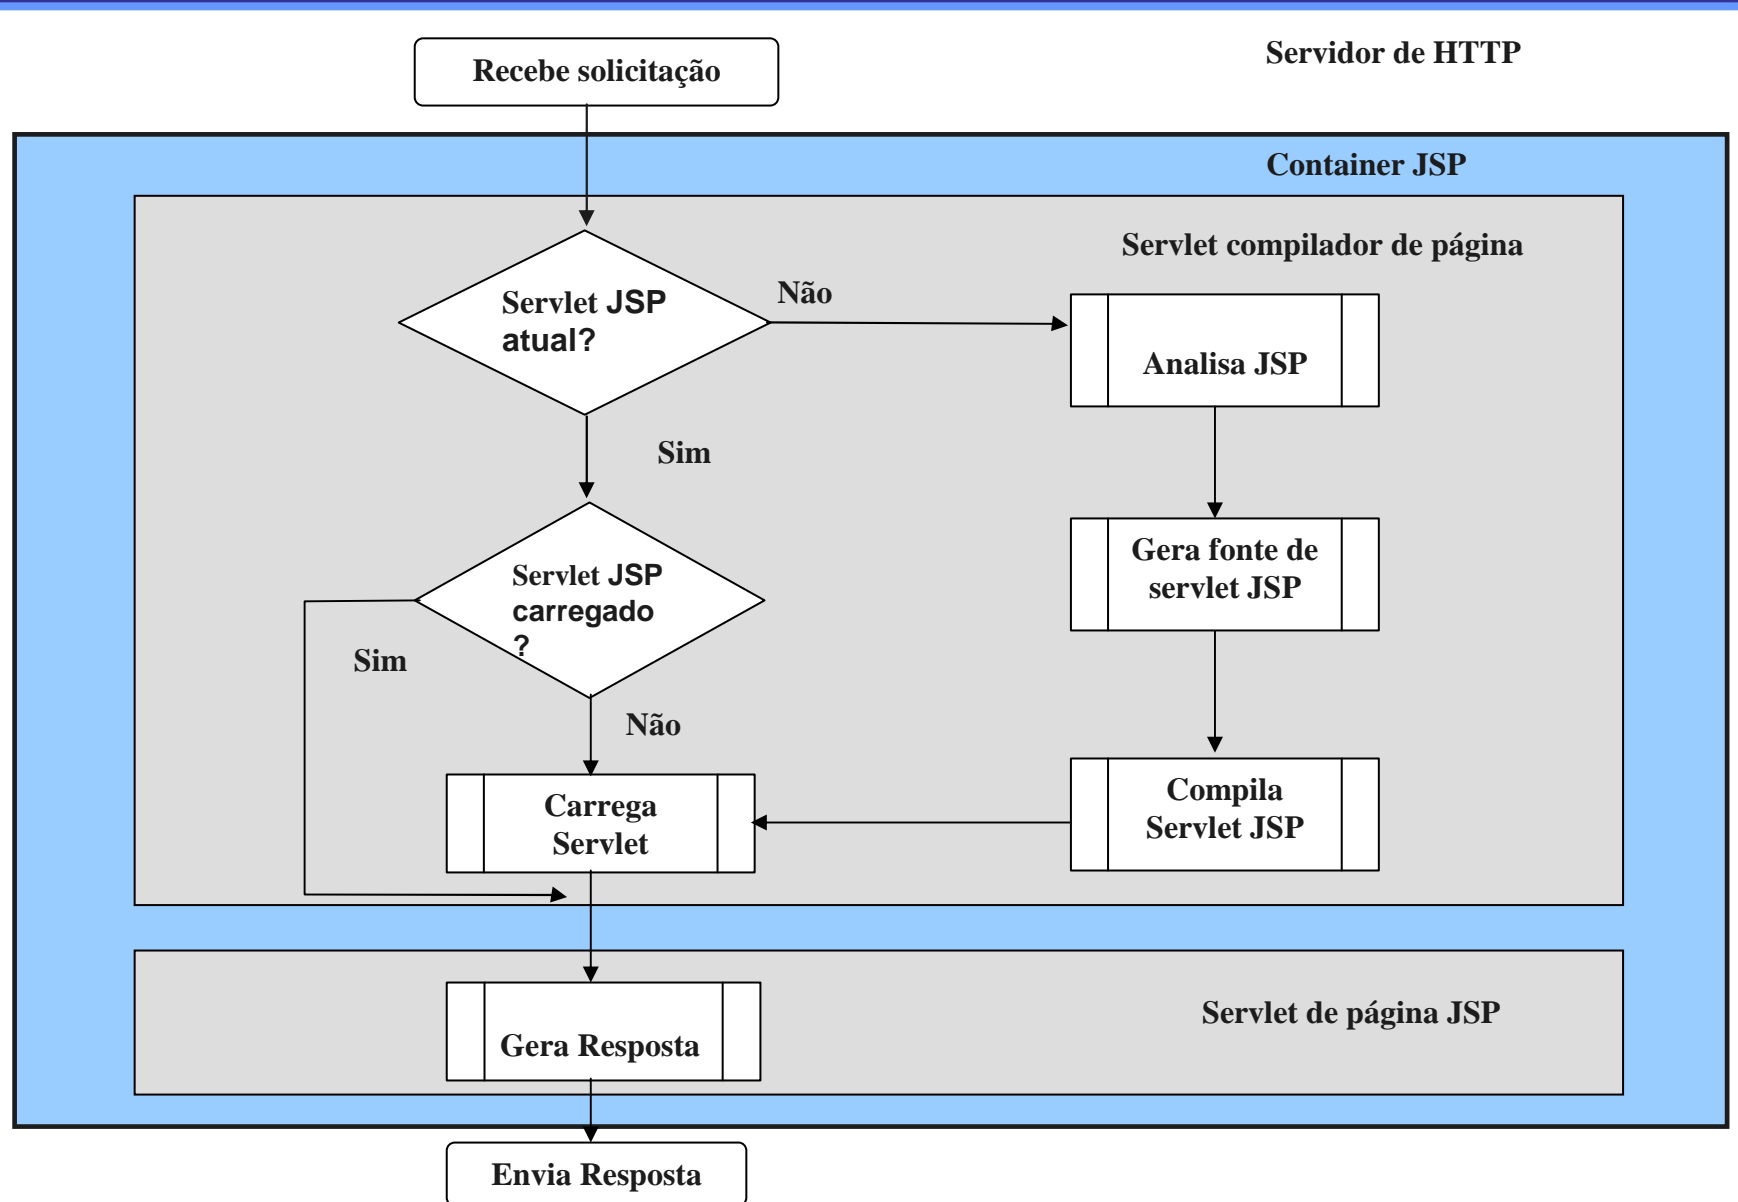 Servidor de HTTP
Recebe solicitação
Container JSP
Servlet compilador de página
Servlet JSP
atual?
Não
Analisa JSP
Sim
Gera fonte de
servlet JSP
Servlet JSP
carregado
?
Sim
Não
Carrega
Servlet
Compila
Servlet JSP
Servlet de página JSP
Gera Resposta
Envia Resposta